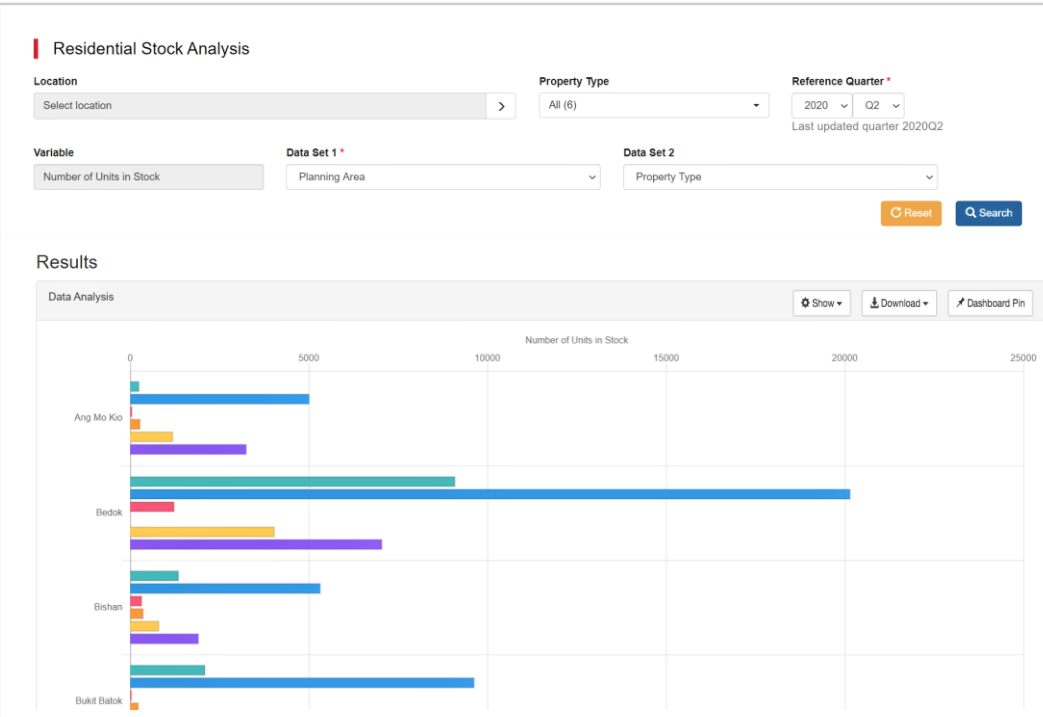 Residential Stock Analysis
Location Property Type Reference Quarter *
Select location All (6) 2020 Q2
Last updated quarter 2020Q2
Variable Data Set 1 * Data Set 2
Number of Units in Stock Planning Area Property Type
Reset Search
Results
Data Analysis Show Download Dashboard Pin
Number of Units in Stock
0 5000 10000 15000 20000 25000
Ang Mo Kio
Bedok
Bishan
Bukit Batok